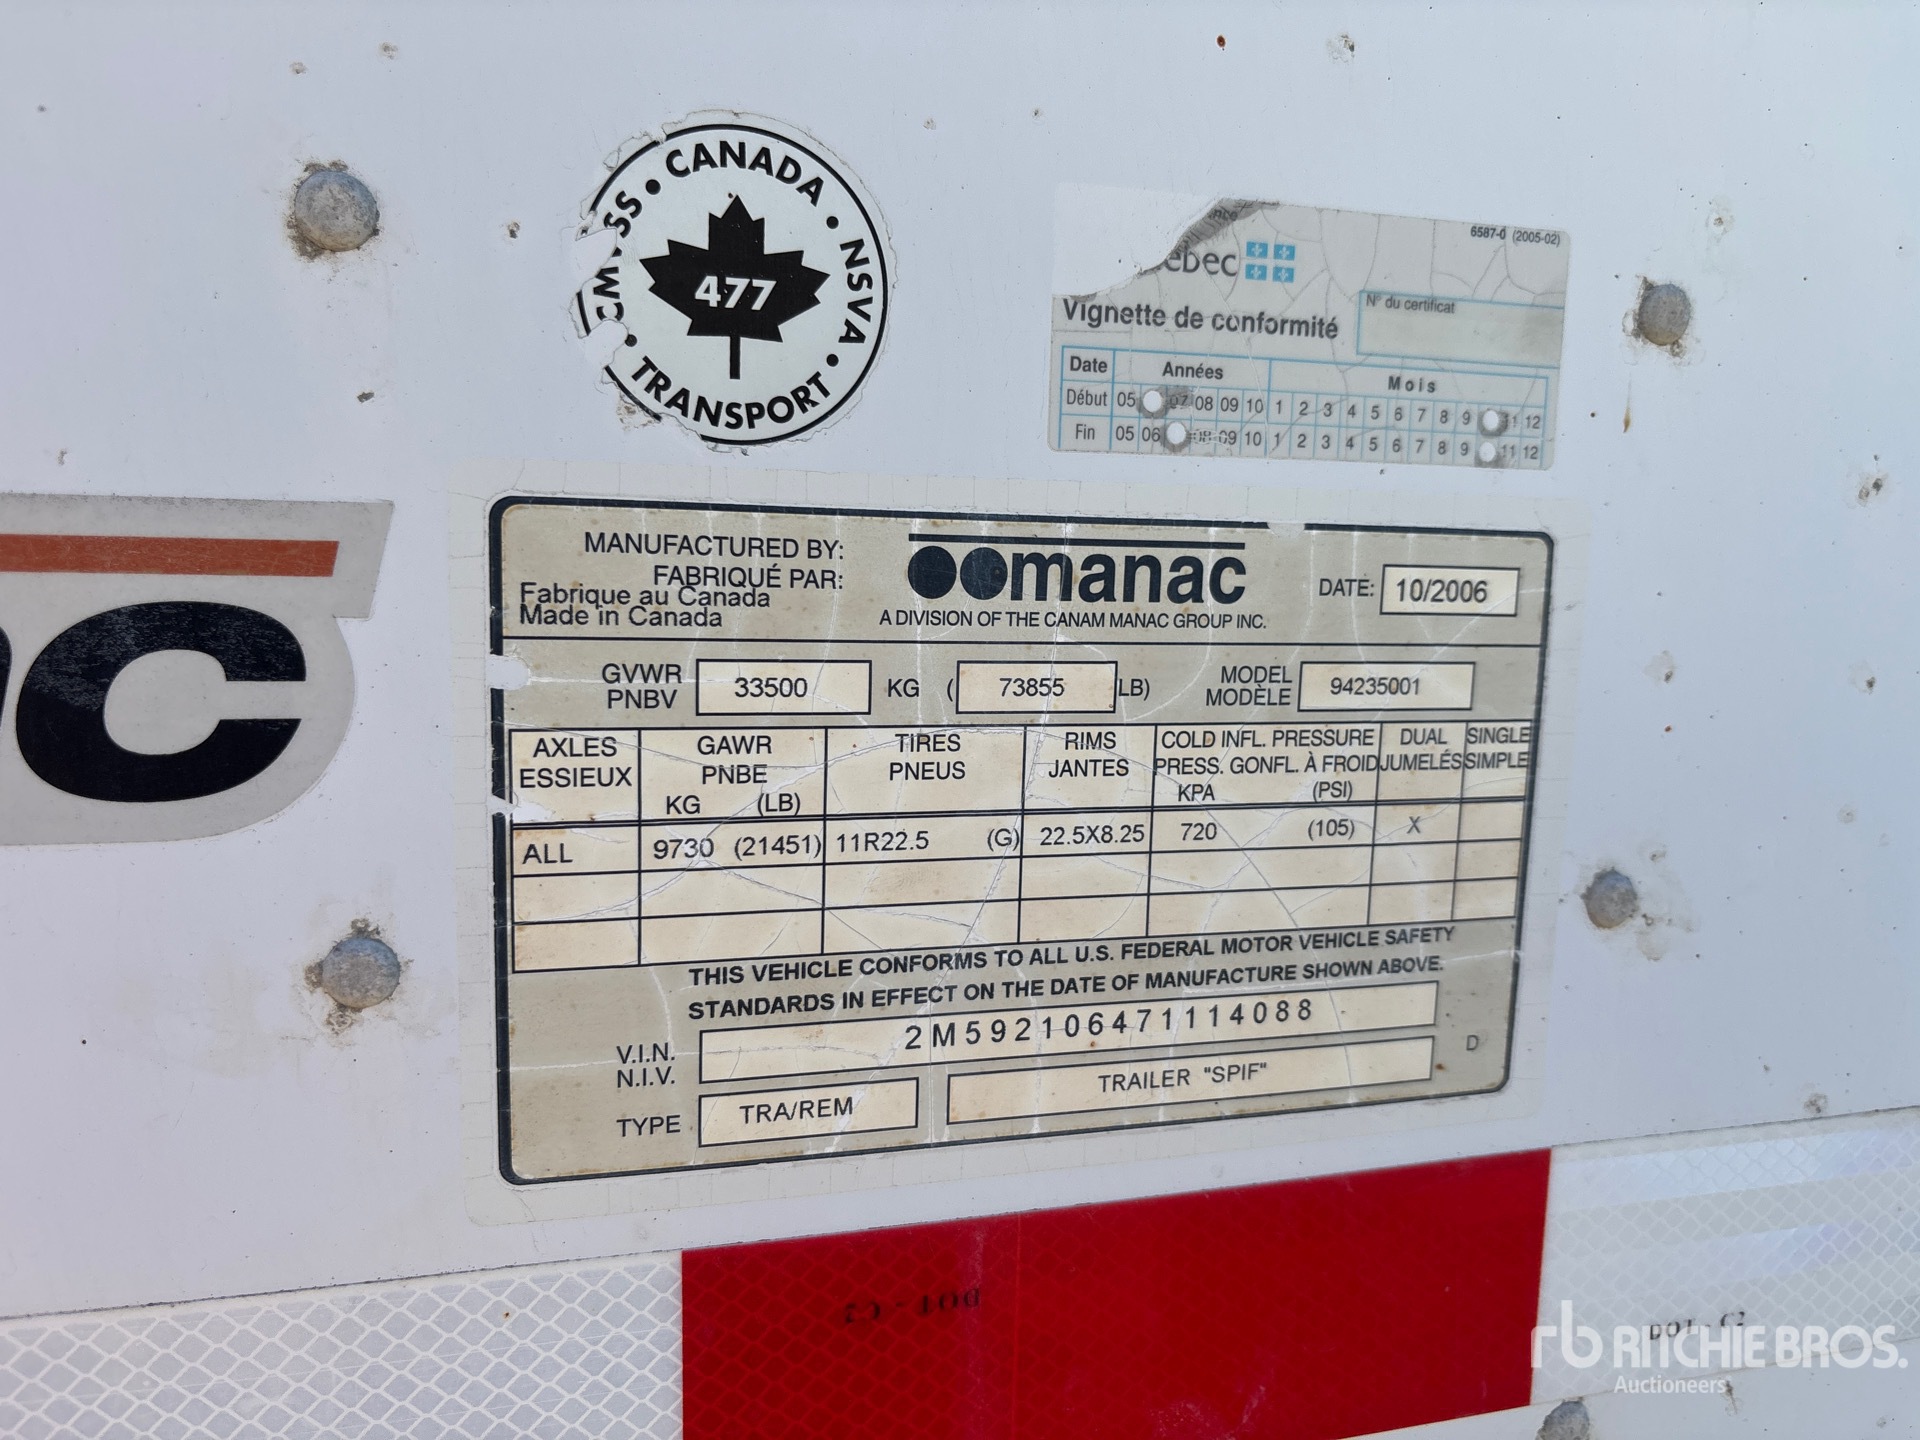 CANADA • NSVA • TRANSPORT •
477
6587-0 (2005-02)
Vignette de conformité
N° du certificat
Date Années Mois
Début 05 08 09 10 1 2 3 4 5 6 7 8 9 11 12
Fin 05 06 08 09 10 1 2 3 4 5 6 7 8 9 11 12
MANUFACTURED BY:
FABRIQUÉ PAR:
Fabrique au Canada
Made in Canada
manac
A DIVISION OF THE CANAM MANAC GROUP INC.
DATE: 10/2006
GVWR
PNBV
33500 KG ( 73855 LB)
MODEL
MODÈLE
94235001
AXLES
ESSIEUX
GAWR
PNBE
KG (LB)
TIRES
PNEUS
RIMS
JANTES
COLD INFL. PRESSURE
PRESS. GONFL. À FROID
KPA (PSI)
DUAL
JUMELÉS
SINGLE
SIMPLE
ALL 9730 (21451) 11R22.5 (G) 22.5X8.25 720 (105) X
THIS VEHICLE CONFORMS TO ALL U.S. FEDERAL MOTOR VEHICLE SAFETY
STANDARDS IN EFFECT ON THE DATE OF MANUFACTURE SHOWN ABOVE.
V.I.N.
N.I.V.
2M592106471114088
D
TYPE TRA/REM TRAILER "SPIF"
DOT - C2
DOT - C2
rb RITCHIE BROS.
Auctioneers